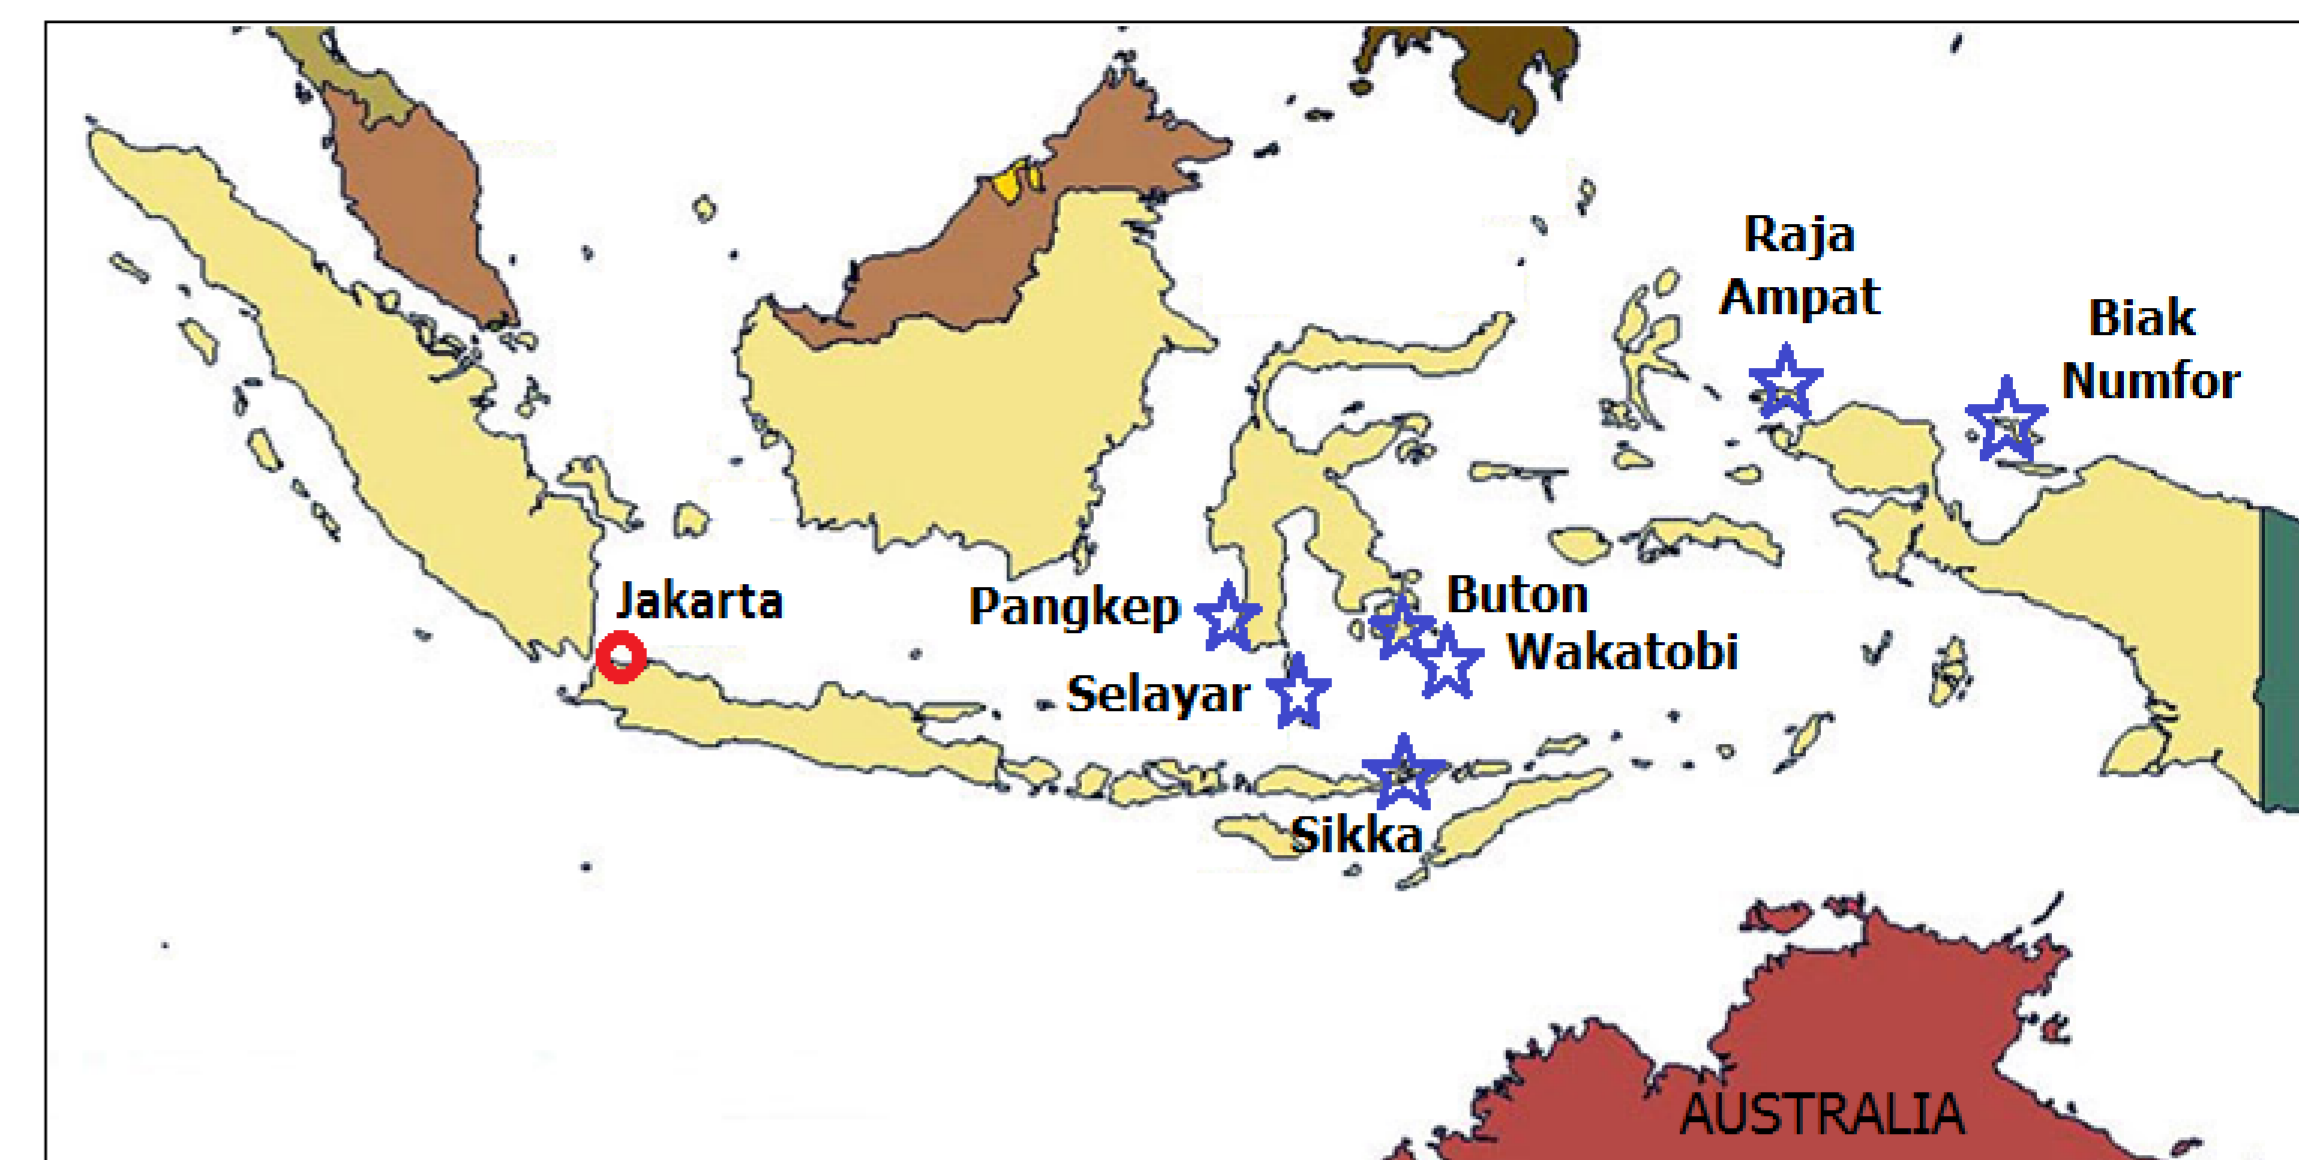 Raja
Ampat
Biak
Numfor
Jakarta
Pangkep
Buton
Wakatobi
Selayar
Sikka
AUSTRALIA